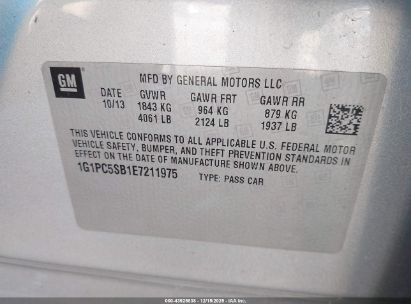 GM
MFD BY GENERAL MOTORS LLC
DATE GVWR GAWR FRT GAWR RR
10/13 1843 KG 964 KG 879 KG
4061 LB 2124 LB 1937 LB
THIS VEHICLE CONFORMS TO ALL APPLICABLE U.S. FEDERAL MOTOR
VEHICLE SAFETY, BUMPER, AND THEFT PREVENTION STANDARDS IN
EFFECT ON THE DATE OF MANUFACTURE SHOWN ABOVE.
1G1PC5SB1E7211975 TYPE: PASS CAR